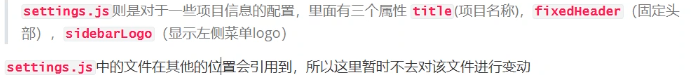 settings.js则是对于一些项目信息的配置，里面有三个属性 title(项目名称)，fixedHeader（固定头
部），sidebarLogo（显示左侧菜单logo）
settings.js中的文件在其他的位置会引用到，所以这里暂时不去对该文件进行变动